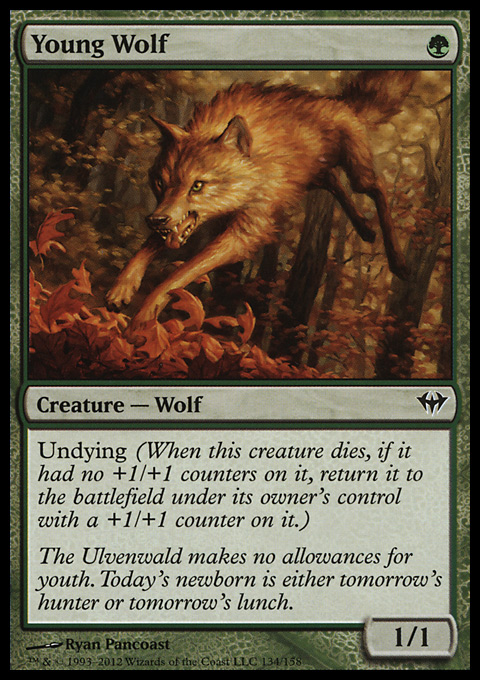 Young Wolf
Creature — Wolf
Undying (When this creature dies, if it
had no +1/+1 counters on it, return it to
the battlefield under its owner's control
with a +1/+1 counter on it.)
The Ulvenwald makes no allowances for
youth. Today's newborn is either tomorrow's
hunter or tomorrow's lunch.
Ryan Pancoast
1/1
™ & © 1993–2012 Wizards of the Coast LLC 134/158